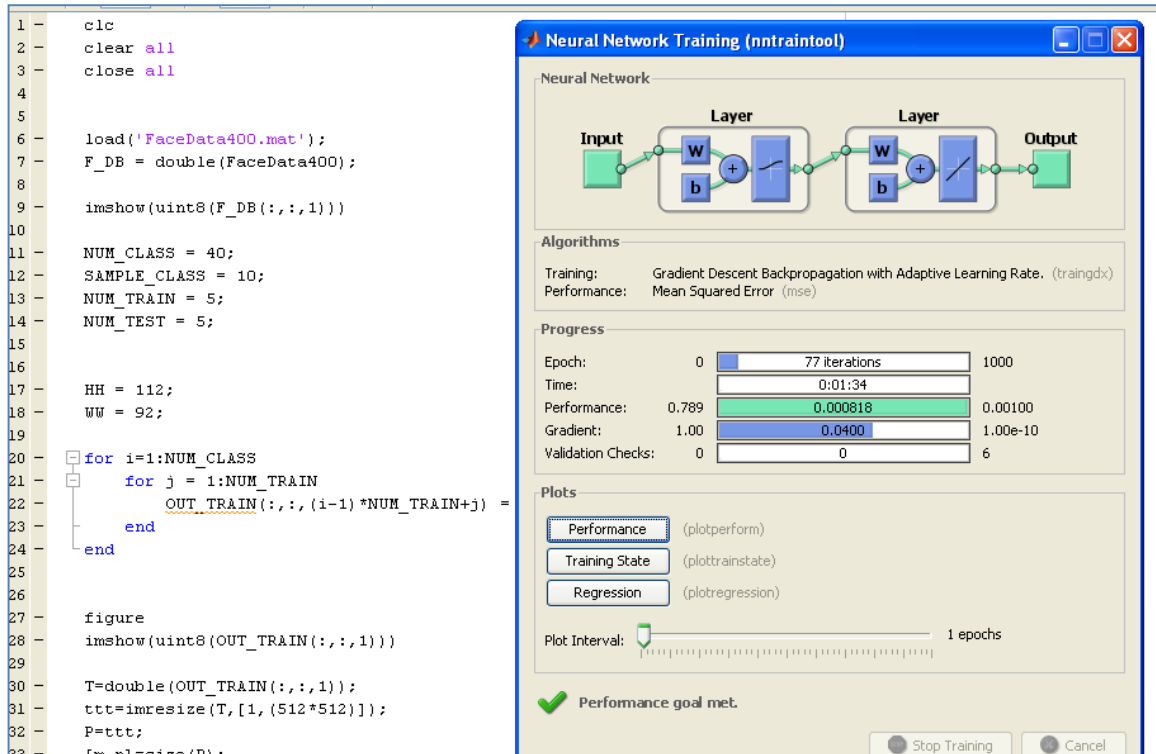 1 clc
2 clear all
3 close all
4
5
6 load('FaceData400.mat');
7 F_DB = double(FaceData400);
8
9 imshow(uint8(F_DB(:,:,1)))
10
11 NUM_CLASS = 40;
12 SAMPLE_CLASS = 10;
13 NUM_TRAIN = 5;
14 NUM_TEST = 5;
15
16
17 HH = 112;
18 WW = 92;
19
20 for i=1:NUM_CLASS
21 for j = 1:NUM_TRAIN
22 OUT_TRAIN(:,:,(i-1)*NUM_TRAIN+j) =
23 end
24 end
25
26
27 figure
28 imshow(uint8(OUT_TRAIN(:,:,1)))
29
30 T=double(OUT_TRAIN(:,:,1));
31 ttt=imresize(T,[1,(512*512)]);
32 P=ttt;
Neural Network Training (nntraintool)
Neural Network
Layer Layer
Input W b + W b + Output
Algorithms
Training: Gradient Descent Backpropagation with Adaptive Learning Rate. (traingdx)
Performance: Mean Squared Error (mse)
Progress
Epoch: 0 77 iterations 1000
Time: 0:01:34
Performance: 0.789 0.000818 0.00100
Gradient: 1.00 0.0400 1.00e-10
Validation Checks: 0 0 6
Plots
Performance (plotperform)
Training State (plottrainstate)
Regression (plotregression)
Plot Interval: 1 epochs
Performance goal met.
Stop Training Cancel